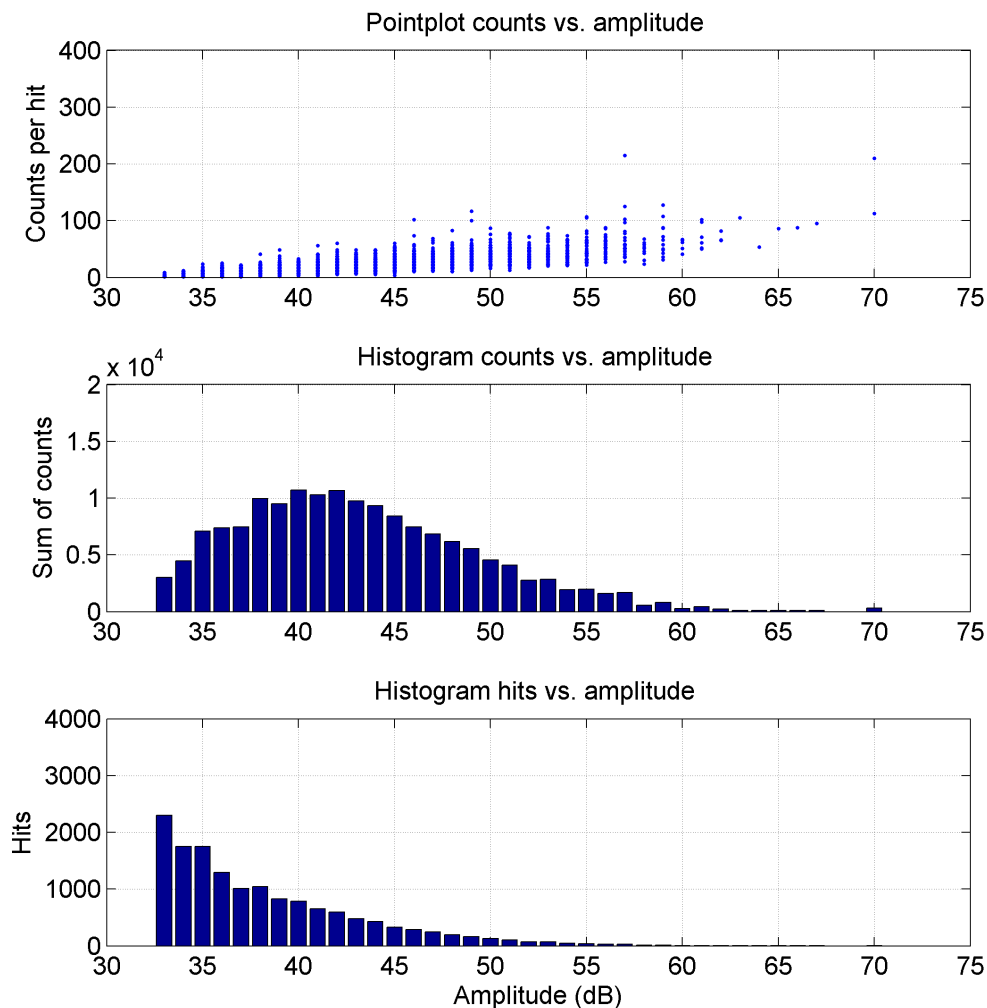 Pointplot counts vs. amplitude
400
300
200
100
0
Counts per hit
30 35 40 45 50 55 60 65 70 75
Histogram counts vs. amplitude
x 10^4
2
1.5
1
0.5
0
Sum of counts
30 35 40 45 50 55 60 65 70 75
Histogram hits vs. amplitude
4000
3000
2000
1000
0
Hits
30 35 40 45 50 55 60 65 70 75
Amplitude (dB)